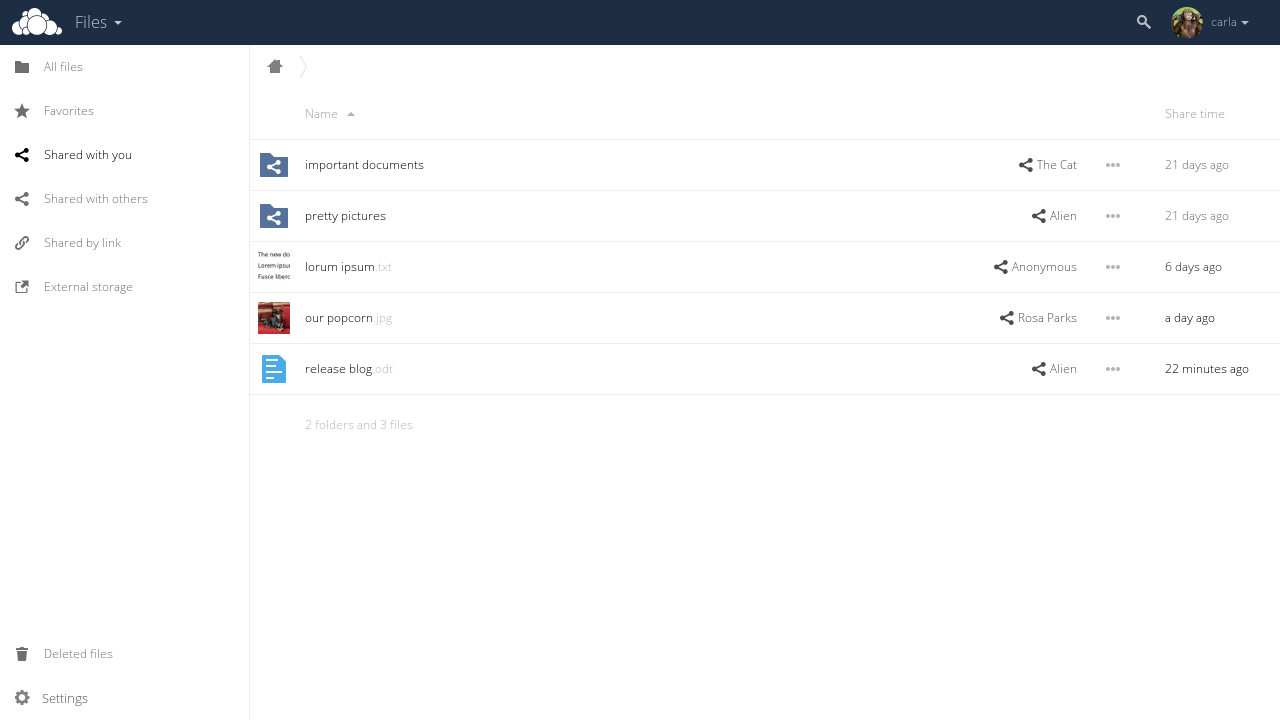 Files
carla
All files
Favorites
Shared with you
Shared with others
Shared by link
External storage
Deleted files
Settings
Name Share time
important documents The Cat 21 days ago
pretty pictures Alien 21 days ago
The new do
Lorem ipsu
Fusce liberc
lorum ipsum.txt Anonymous 6 days ago
our popcorn.jpg Rosa Parks a day ago
release blog.odt Alien 22 minutes ago
2 folders and 3 files